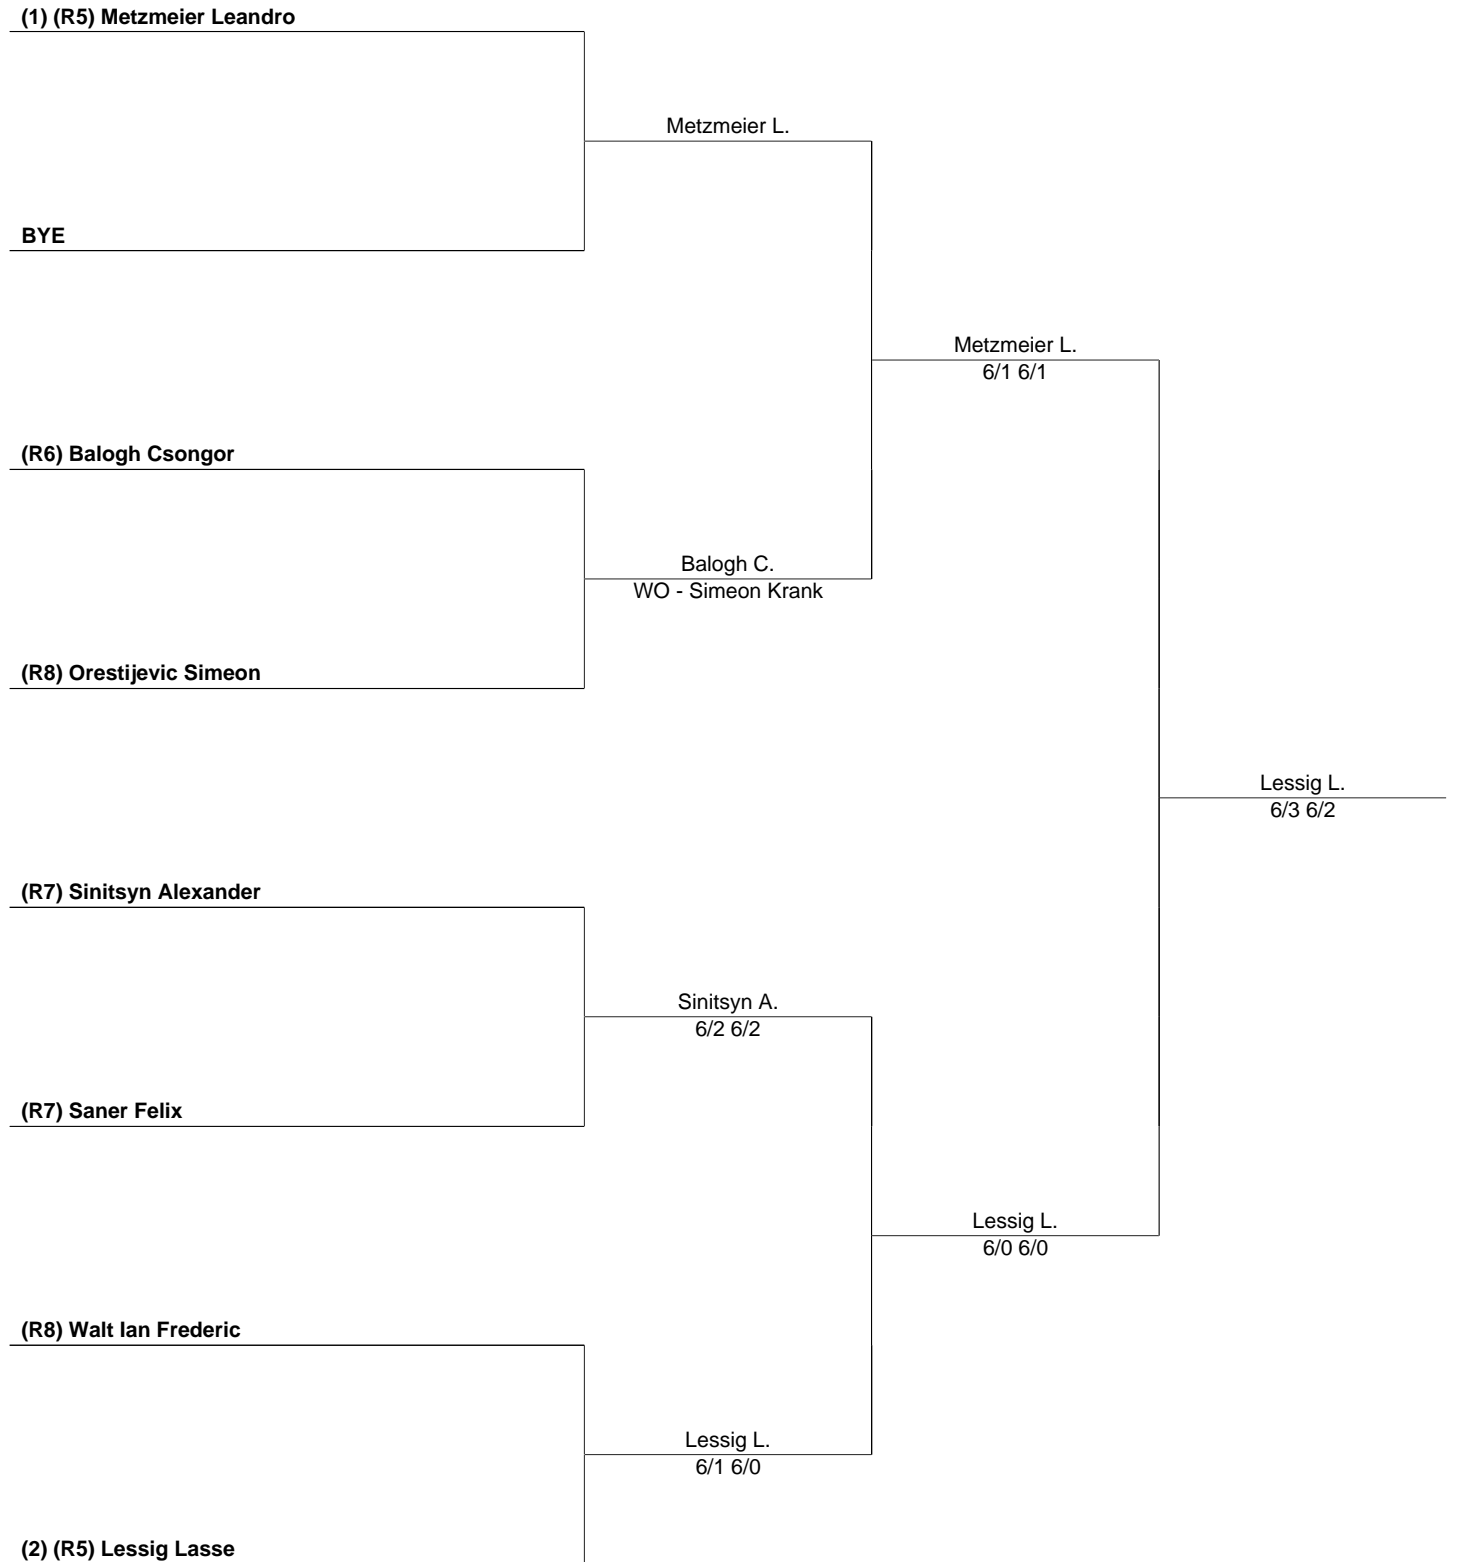 (1) (R5) Metzmeier Leandro
Metzmeier L.
BYE
Metzmeier L.
6/1 6/1
(R6) Balogh Csongor
Balogh C.
WO - Simeon Krank
(R8) Orestijevic Simeon
Lessig L.
6/3 6/2
(R7) Sinitsyn Alexander
Sinitsyn A.
6/2 6/2
(R7) Saner Felix
Lessig L.
6/0 6/0
(R8) Walt Ian Frederic
Lessig L.
6/1 6/0
(2) (R5) Lessig Lasse